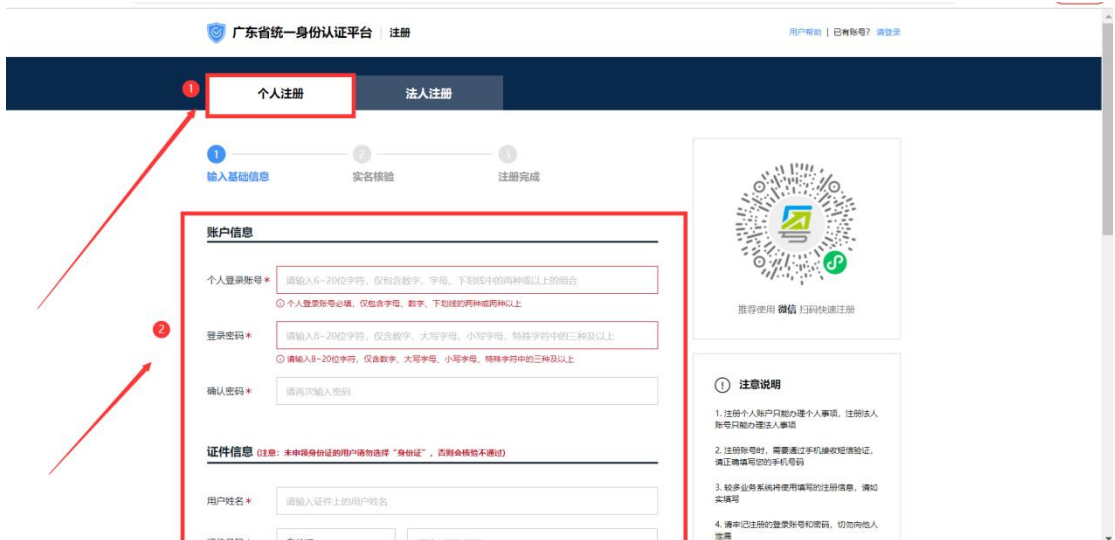 广东省统一身份认证平台 注册
用户帮助 | 已有账号? 请登录
1
个人注册 法人注册
1 2 3
输入基础信息 实名核验 注册完成
账户信息
个人登录账号* 请输入6~20位字符,仅包含数字、字母、下划线中的两种或以上的组合
个人登录账号必填,仅包含字母、数字、下划线的两种或两种以上
2
登录密码* 请输入8~20位字符,仅含数字、大写字母、小写字母、特殊字符中的三种及以上
请输入8~20位字符,仅含数字、大写字母、小写字母、特殊字符中的三种及以上
确认密码* 请再次输入密码
证件信息 (注意:未申领身份证的用户请勿选择“身份证”,否则会核验不通过)
用户姓名* 请输入证件上的用户姓名
推荐使用 微信 扫码快速注册
注意说明
1. 注册个人账户只能办理个人事项,注册法人
账号只能办理法人事项
2. 注册账号时,需要通过手机接收短信验证,
请正确填写您的手机号码
3. 较多业务系统将使用填写的注册信息,请如
实填写
4. 请牢记注册的登录账号和密码,切勿向他人
泄漏